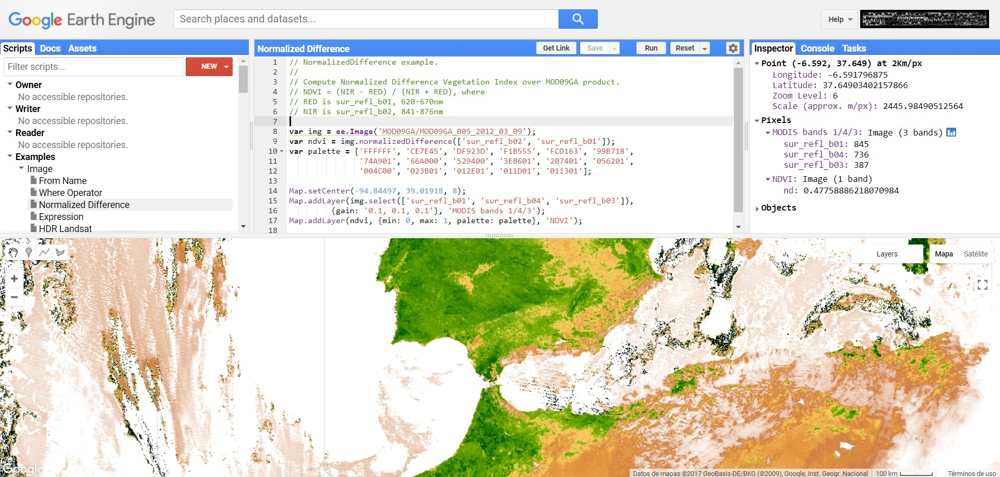 Google Earth Engine
Search places and datasets...
Help
Scripts Docs Assets
Filter scripts...
NEW
Owner
No accessible repositories.
Writer
No accessible repositories.
Reader
No accessible repositories.
Examples
Image
From Name
Where Operator
Normalized Difference
Expression
HDR Landsat
Normalized Difference
Get Link Save Run Reset
1 // NormalizedDifference example.
2 //
3 // Compute Normalized Difference Vegetation Index over MOD09GA product.
4 // NDVI = (NIR - RED) / (NIR + RED), where
5 // RED is sur_refl_b01, 620-670nm
6 // NIR is sur_refl_b02, 841-876nm
7
8 var img = ee.Image('MOD09GA/MOD09GA_005_2012_03_09');
9 var ndvi = img.normalizedDifference(['sur_refl_b02', 'sur_refl_b01']);
10 var palette = ['FFFFFF', 'CE7E45', 'DF923D', 'F1B555', 'FCD163', '99B718',
11 '74A901', '66A000', '529400', '3E8601', '207401', '056201',
12 '004C00', '023B01', '012E01', '011D01', '011301'];
13
14 Map.setCenter(-94.84497, 39.01918, 8);
15 Map.addLayer(img.select(['sur_refl_b01', 'sur_refl_b04', 'sur_refl_b03']),
16 {gain: '0.1, 0.1, 0.1'}, 'MODIS bands 1/4/3');
17 Map.addLayer(ndvi, {min: 0, max: 1, palette: palette}, 'NDVI');
18
Inspector Console Tasks
Point (-6.592, 37.649) at 2Km/px
Longitude: -6.591796875
Latitude: 37.64903402157866
Zoom Level: 6
Scale (approx. m/px): 2445.98490512564
Pixels
MODIS bands 1/4/3: Image (3 bands)
sur_refl_b01: 845
sur_refl_b04: 736
sur_refl_b03: 387
NDVI: Image (1 band)
nd: 0.47758886218070984
Objects
Layers
Mapa Satélite
Google
Datos de mapas ©2017 GeoBasis-DE/BKG (©2009), Google, Inst. Geogr. Nacional 100 km Términos de uso